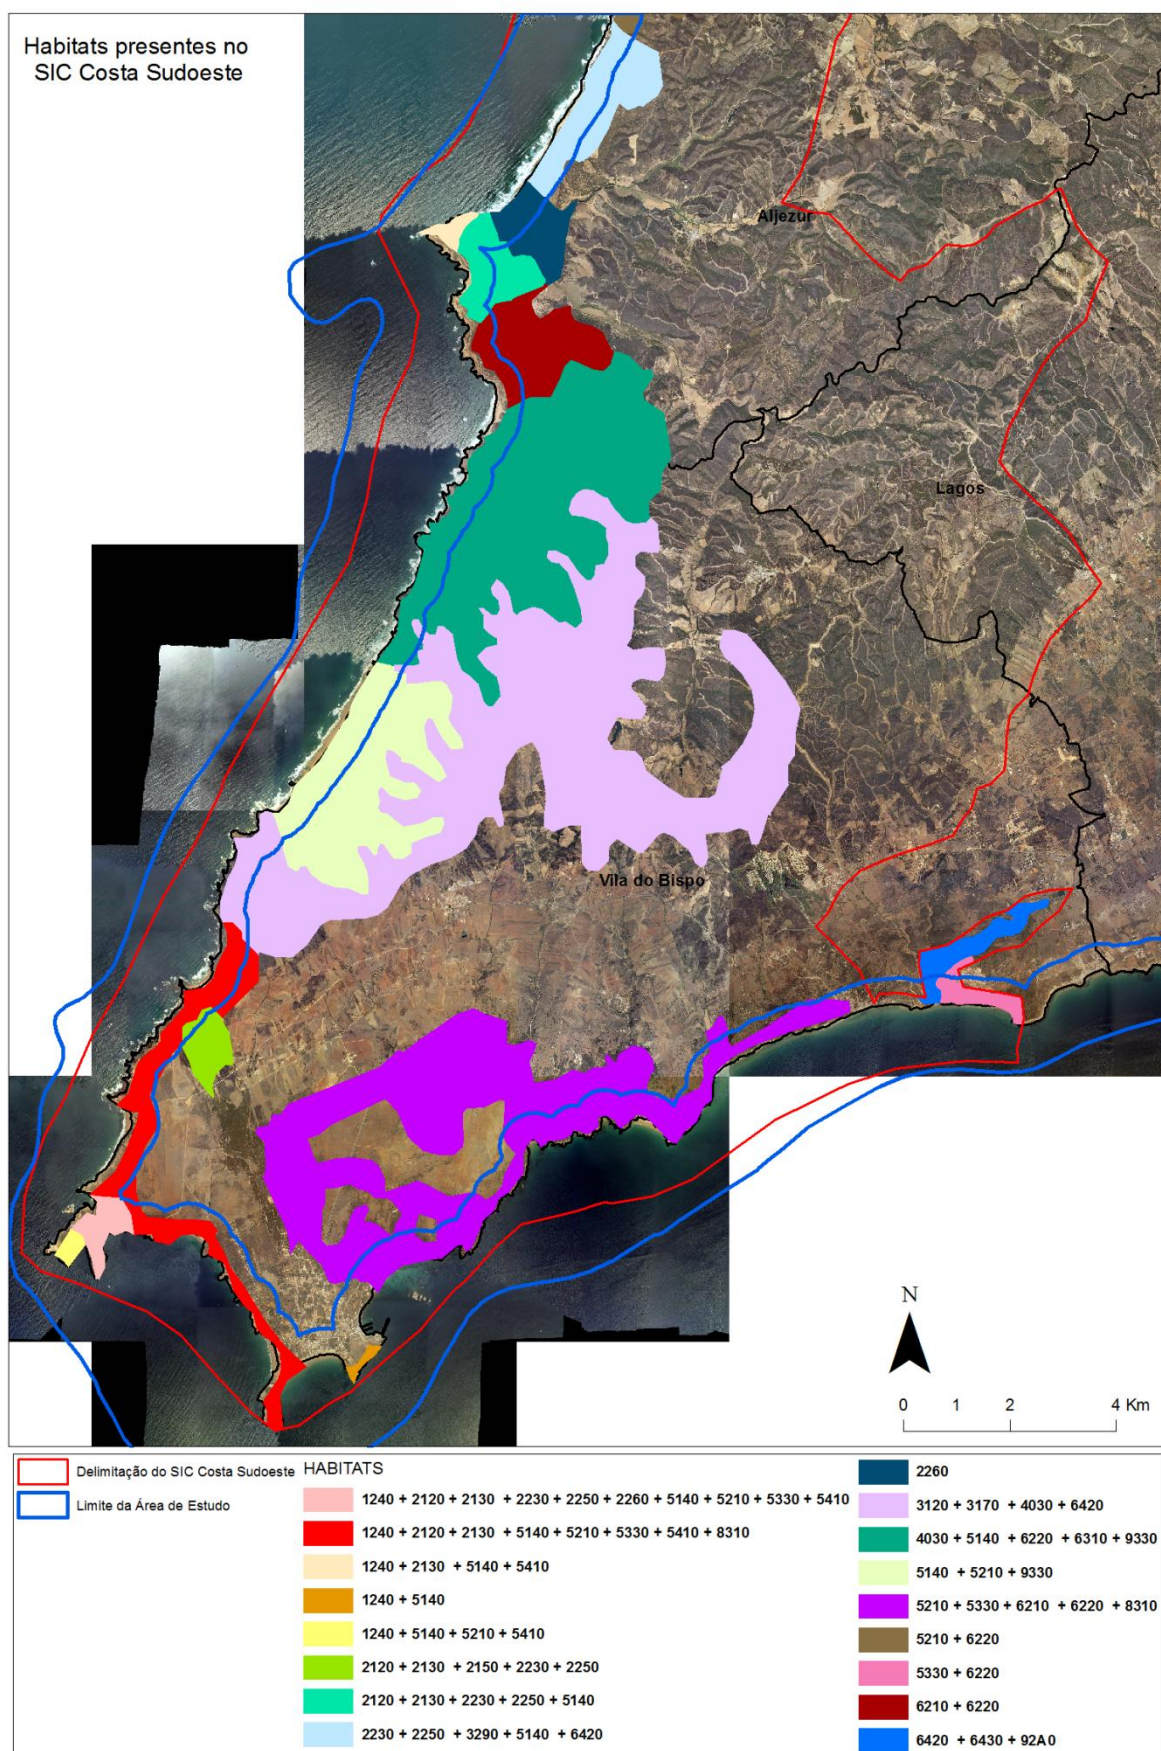 Habitats presentes no
SIC Costa Sudoeste
Aljezur
Lagos
Vila do Bispo
N
0 1 2 4 Km
Delimitação do SIC Costa Sudoeste
Limite da Área de Estudo
HABITATS
1240 + 2120 + 2130 + 2230 + 2250 + 2260 + 5140 + 5210 + 5330 + 5410
1240 + 2120 + 2130 + 5140 + 5210 + 5330 + 5410 + 8310
1240 + 2130 + 5140 + 5410
1240 + 5140
1240 + 5140 + 5210 + 5410
2120 + 2130 + 2150 + 2230 + 2250
2120 + 2130 + 2230 + 2250 + 5140
2230 + 2250 + 3290 + 5140 + 6420
2260
3120 + 3170 + 4030 + 6420
4030 + 5140 + 6220 + 6310 + 9330
5140 + 5210 + 9330
5210 + 5330 + 6210 + 6220 + 8310
5210 + 6220
5330 + 6220
6210 + 6220
6420 + 6430 + 92A0